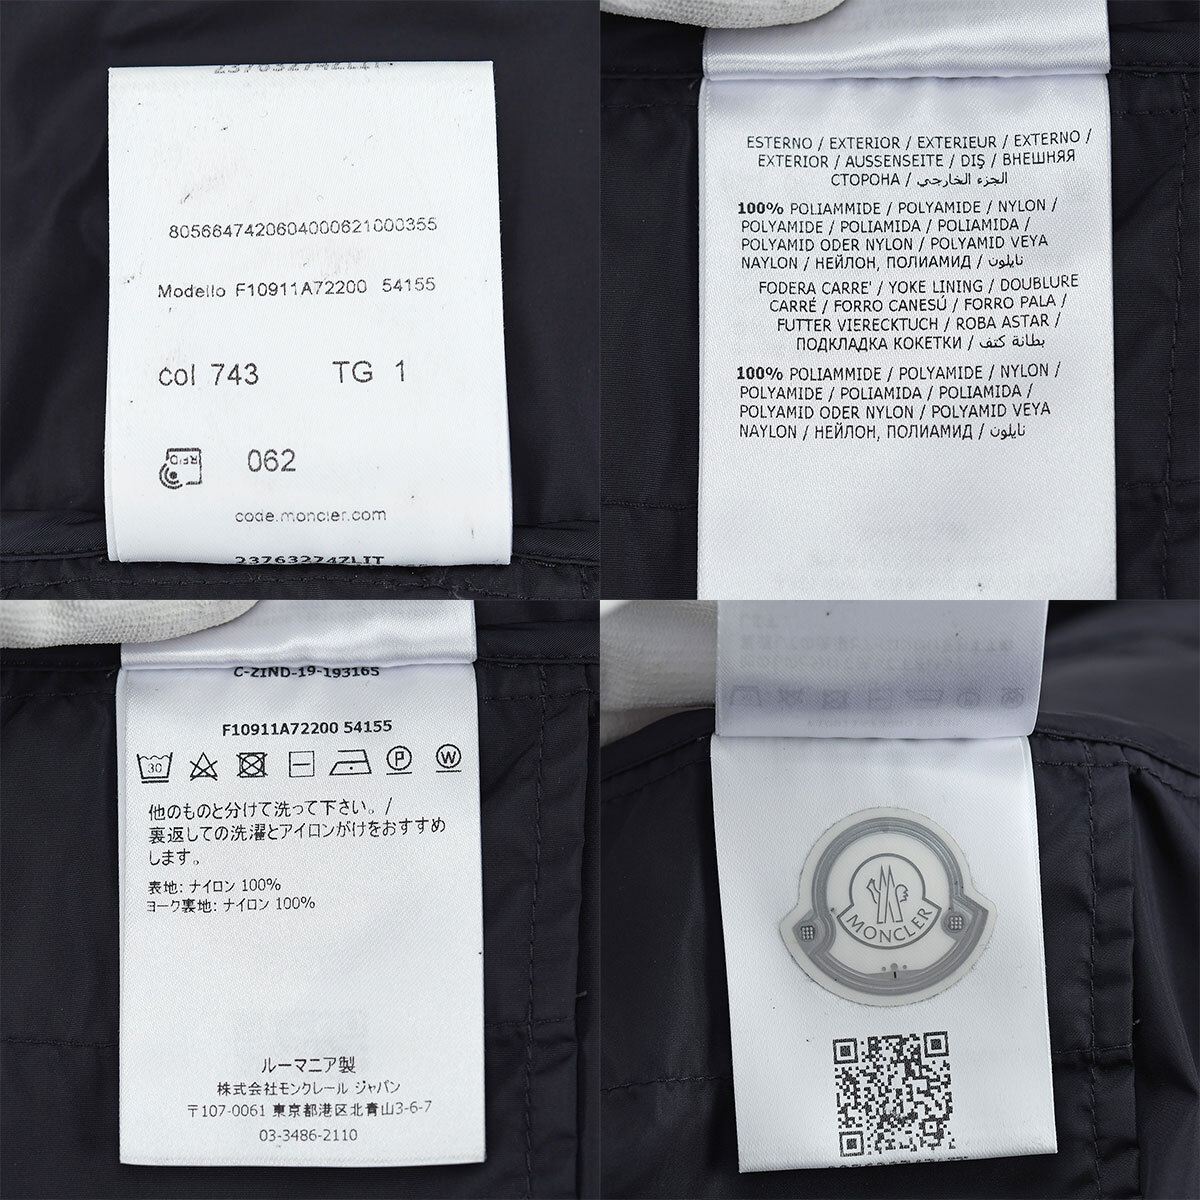 8056647420604000621000355
Modello F10911A72200 54155
col 743 TG 1
RFID
062
code.moncler.com
23763274ZLIT
ESTERNO / EXTERIOR / EXTERIEUR / EXTERNO /
EXTERIOR / AUSSENSEITE / DIŞ / ВНЕШНЯЯ
СТОРОНА / الجزء الخارجي
100% POLIAMMIDE / POLYAMIDE / NYLON /
POLYAMIDE / POLIAMIDA / POLIAMIDA /
POLYAMID ODER NYLON / POLYAMID VEYA
NAYLON / НЕЙЛОН, ПОЛИАМИД / نايلون
FODERA CARRE' / YOKE LINING / DOUBLURE
CARRÉ / FORRO CANESÚ / FORRO PALA /
FUTTER VIERECKTUCH / ROBA ASTAR /
ПОДКЛАДКА КОКЕТКИ / بطانة كتف
100% POLIAMMIDE / POLYAMIDE / NYLON /
POLYAMIDE / POLIAMIDA / POLIAMIDA /
POLYAMID ODER NYLON / POLYAMID VEYA
NAYLON / НЕЙЛОН, ПОЛИАМИД / نايلون
C-ZIND-19-193165
F10911A72200 54155
30 P W
他のものと分けて洗って下さい。/
裏返しての洗濯とアイロンがけをおすすめ
します。
表地: ナイロン 100%
ヨーク裏地: ナイロン 100%
ルーマニア製
株式会社モンクレール ジャパン
〒107-0061 東京都港区北青山3-6-7
03-3486-2110
MONCLER